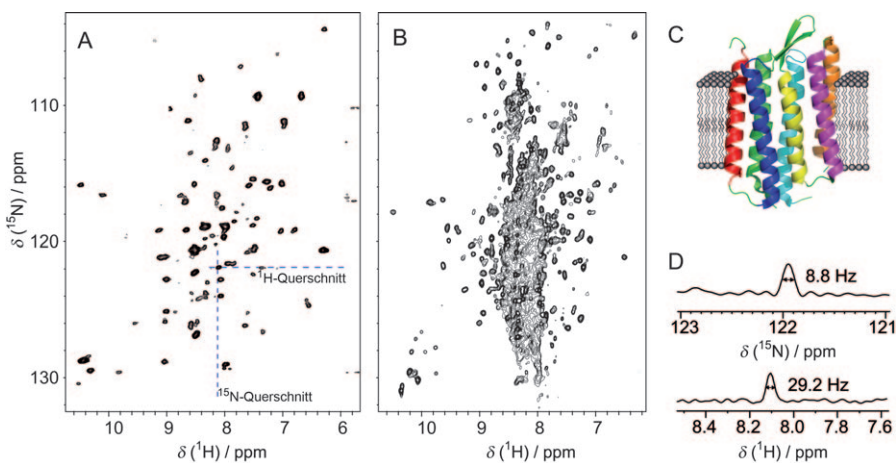 A
B
C
110
120
130
δ (¹⁵N) / ppm
¹H-Querschnitt
¹⁵N-Querschnitt
10 9 8 7 6
δ (¹H) / ppm
10 8
δ (¹H) / ppm
D
8.8 Hz
123 122 121
δ (¹⁵N) / ppm
29.2 Hz
8.4 8.2 8.0 7.8 7.6
δ (¹H) / ppm